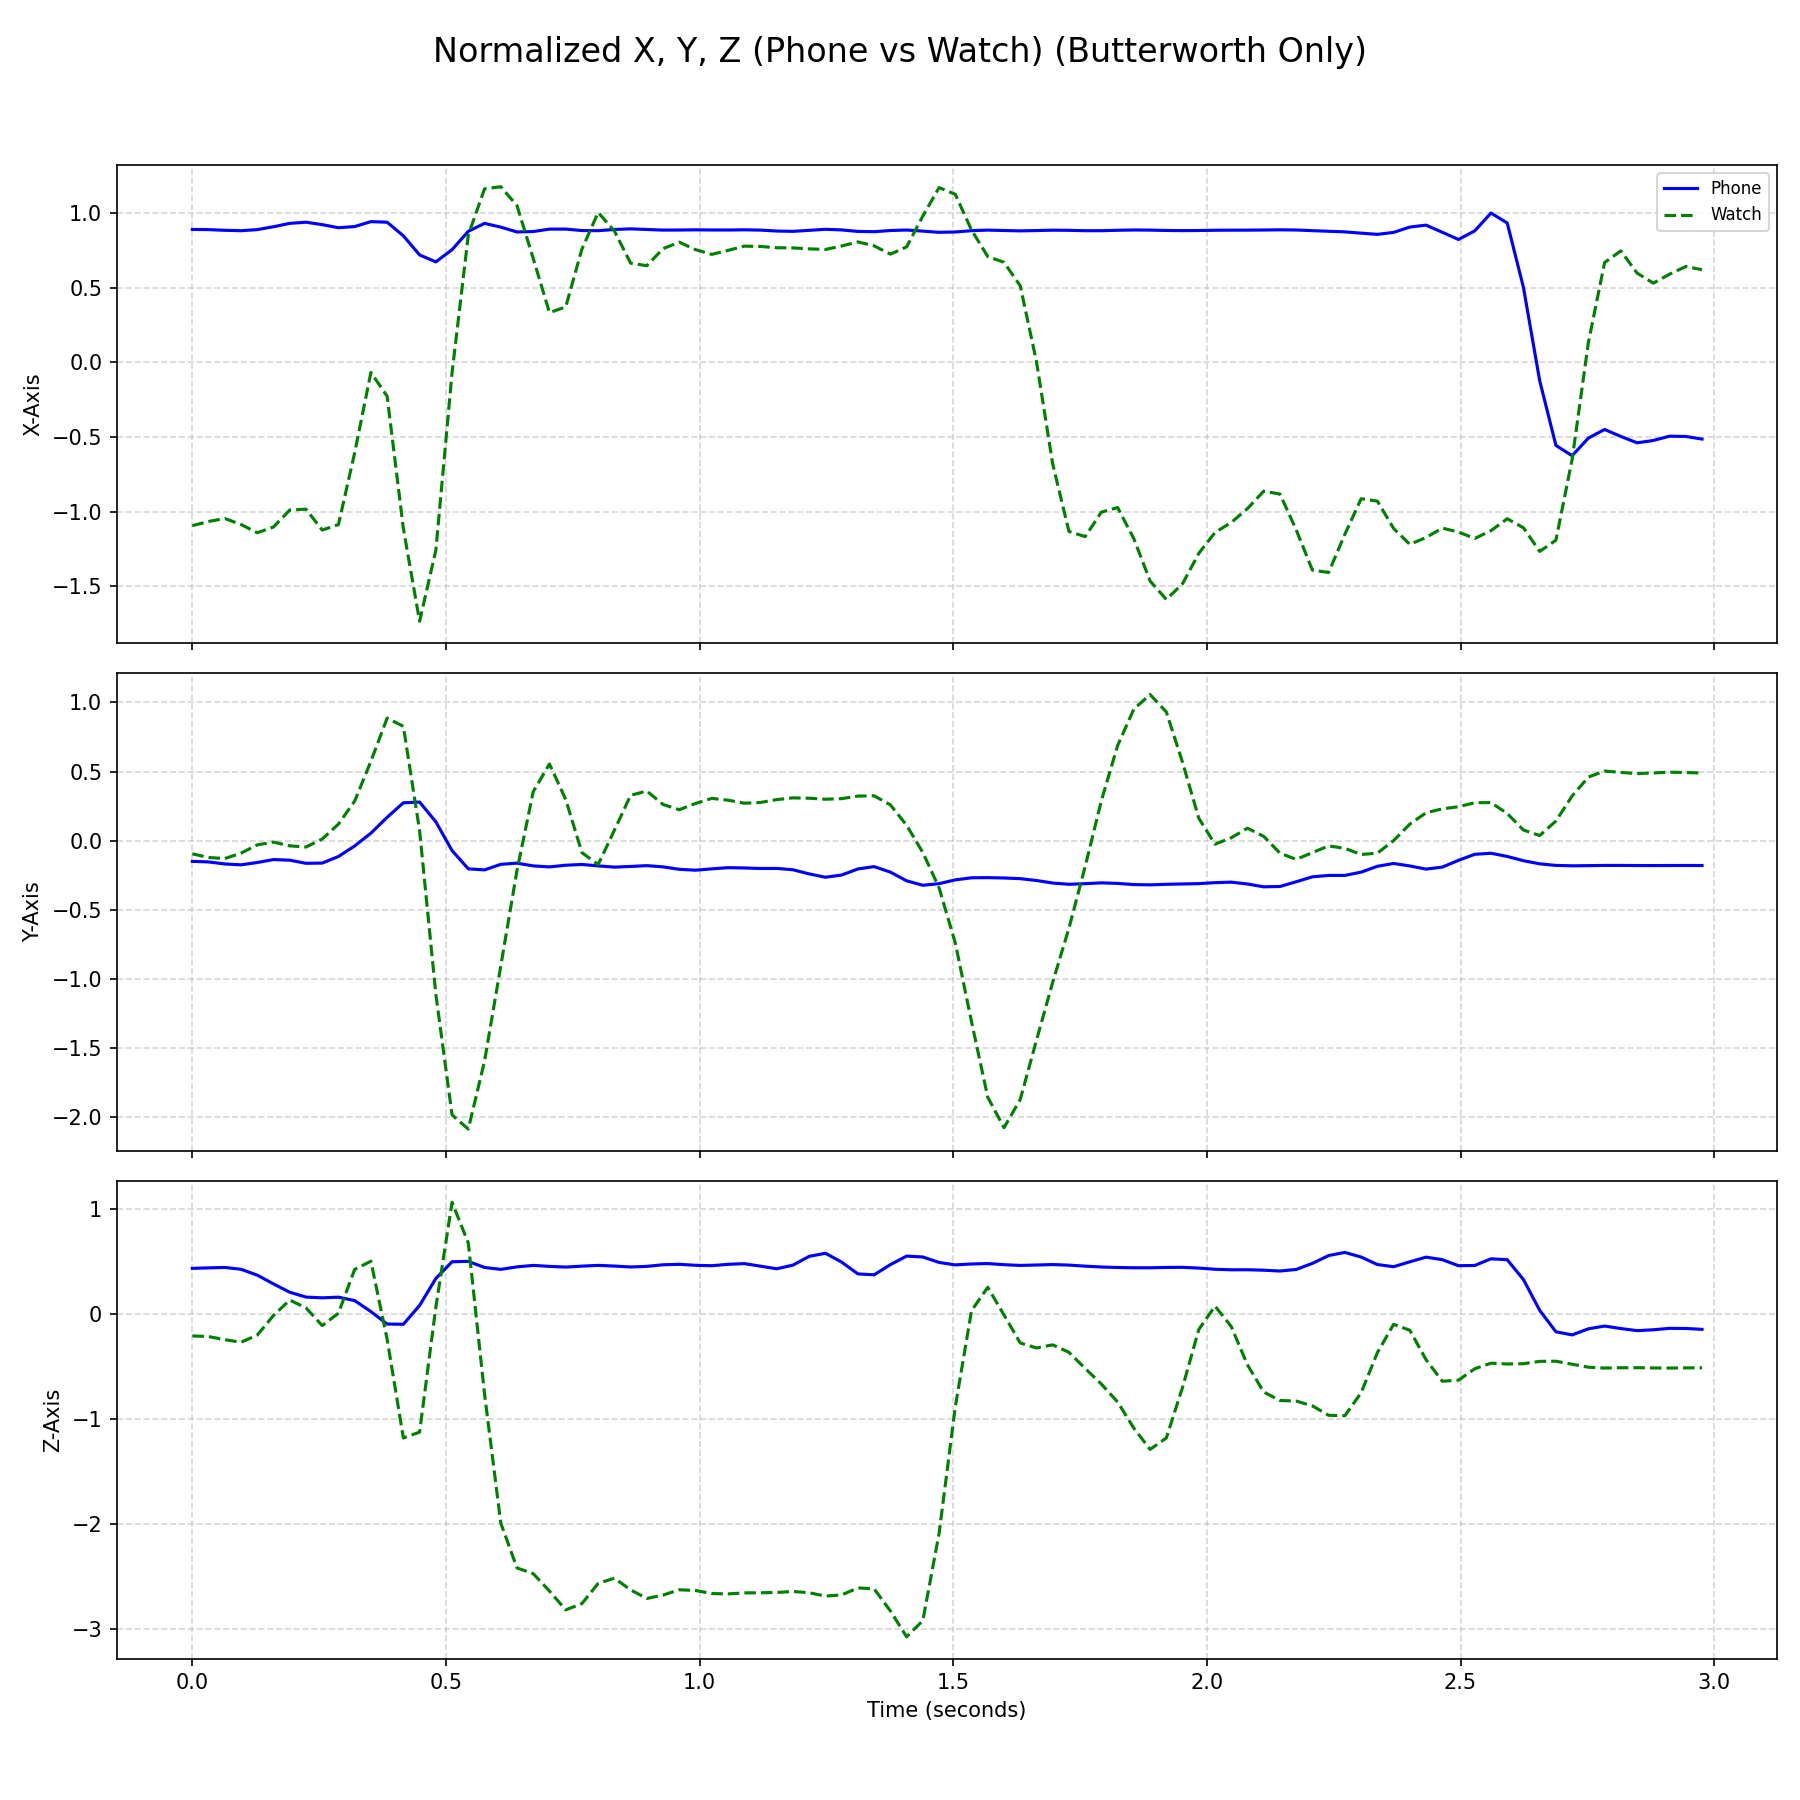 Normalized X, Y, Z (Phone vs Watch) (Butterworth Only)
Phone
Watch
1.0
0.5
0.0
−0.5
−1.0
−1.5
X-Axis
1.0
0.5
0.0
−0.5
−1.0
−1.5
−2.0
Y-Axis
1
0
−1
−2
−3
Z-Axis
0.0 0.5 1.0 1.5 2.0 2.5 3.0
Time (seconds)